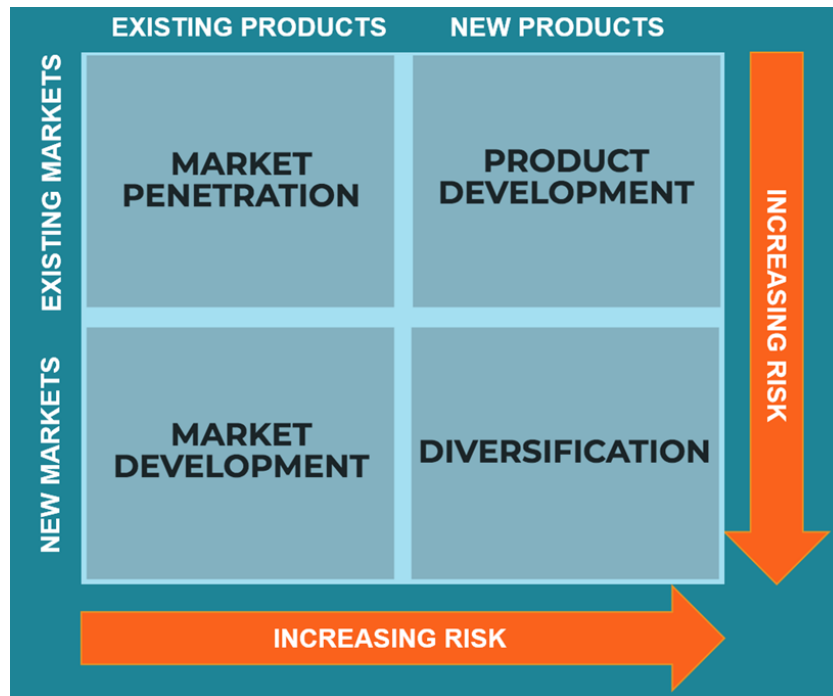 EXISTING PRODUCTS
NEW PRODUCTS
EXISTING MARKETS
MARKET
PENETRATION
PRODUCT
DEVELOPMENT
INCREASING RISK
NEW MARKETS
MARKET
DEVELOPMENT
DIVERSIFICATION
INCREASING RISK